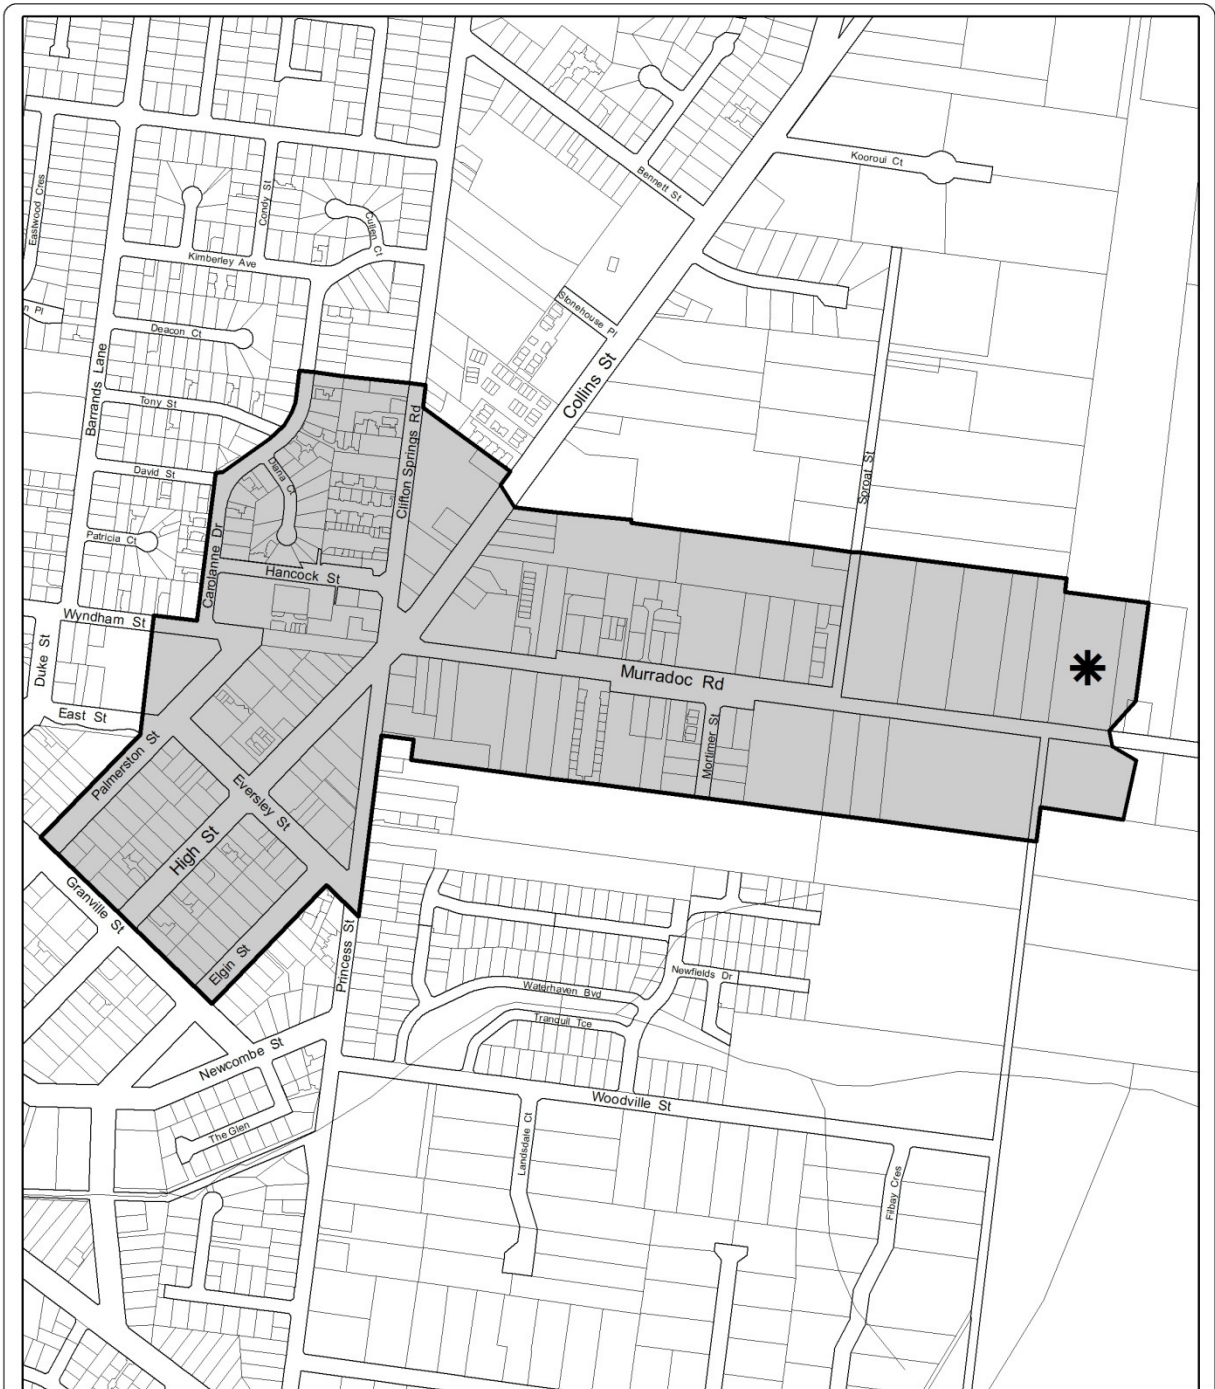 Kooroui Ct
Bennett St
Eastwood Cres
Condy St
Cullen Ct
Kimberley Ave
n Pl
Stonehouse Pl
Deacon Ct
Collins St
Barrands Lane
Tony St
Clifton Springs Rd
David St
Diana Ct
Sproat St
Patricia Ct
Carolanne Dr
Hancock St
Wyndham St
Duke St
Murradoc Rd
East St
Mortimer St
Palmerston St
Eversley St
High St
Granville St
Elgin St
Princess St
Newfields Dr
Waterhaven Bvd
Tranquil Tce
Newcombe St
Woodville St
The Glen
Landsdale Ct
Filbay Cres